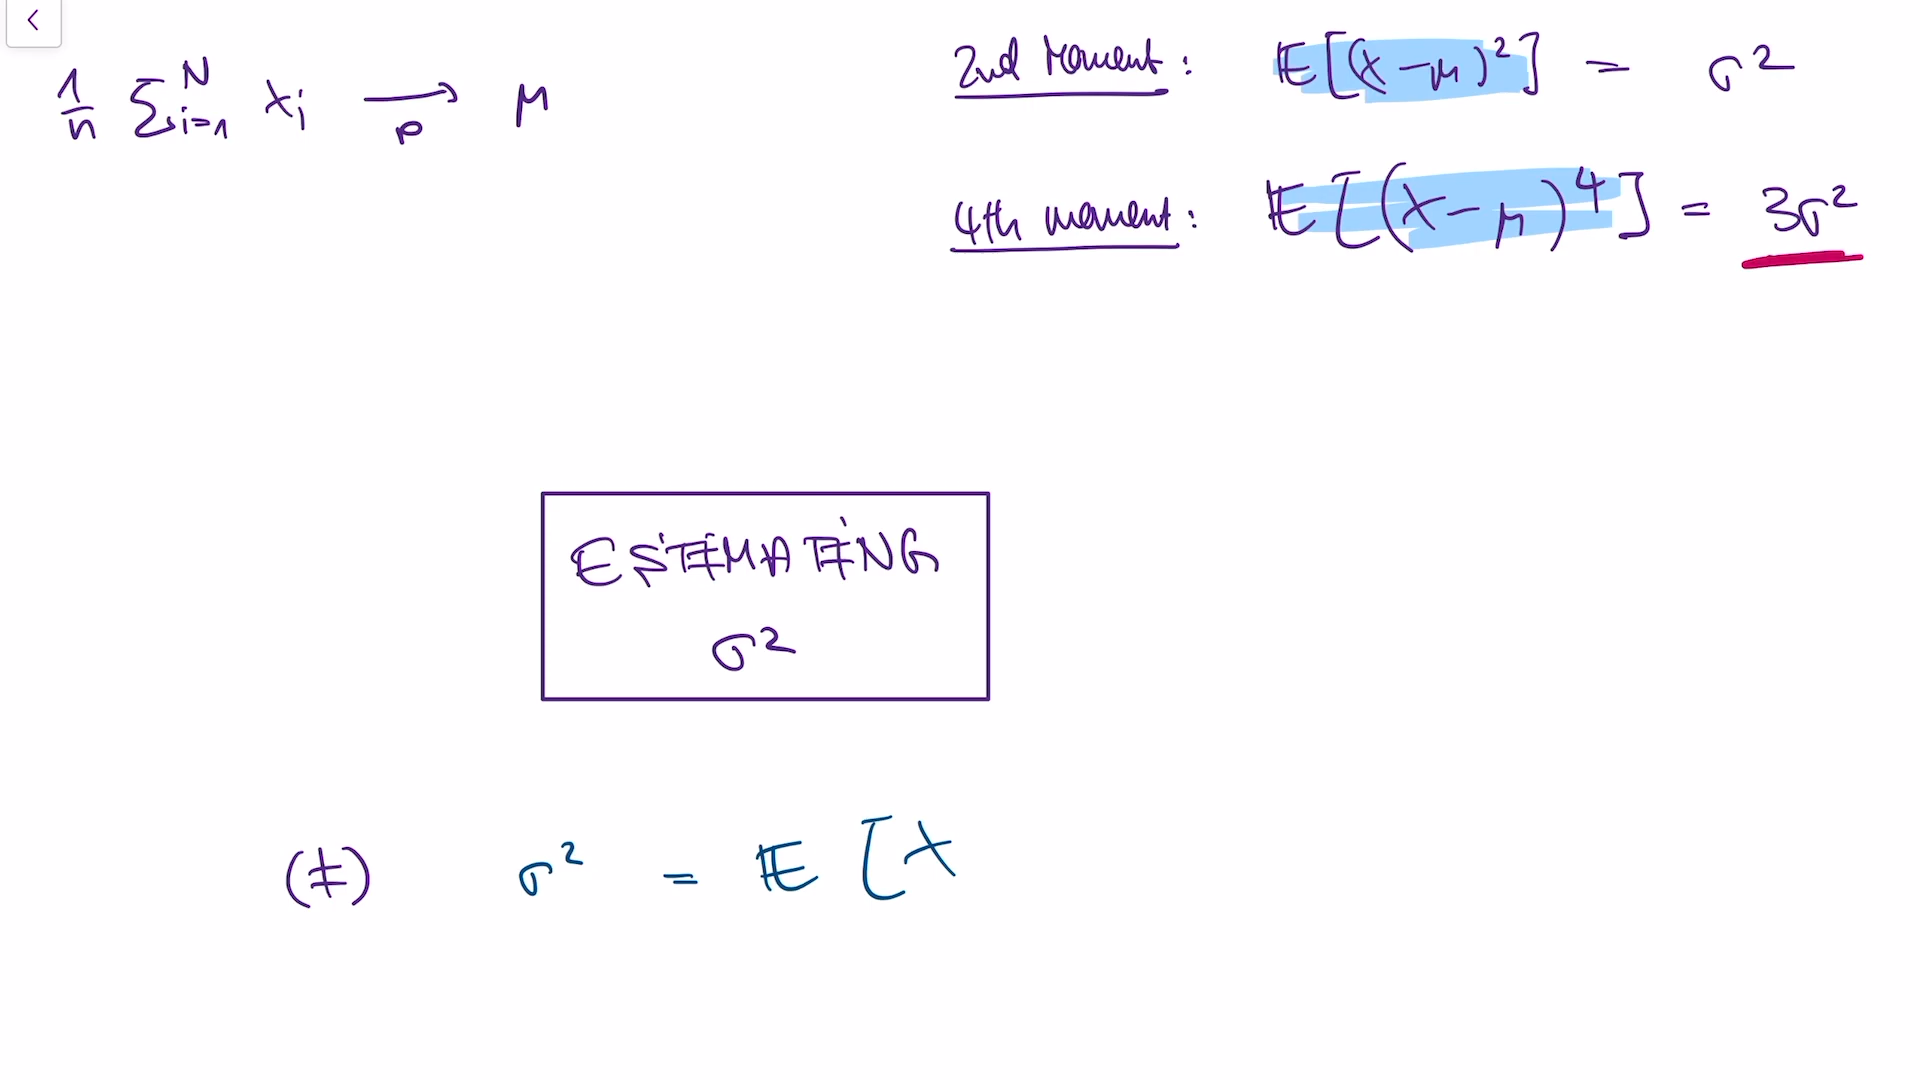 1/n Σ_{i=1}^N x_i →_p μ
2nd Moment: E[(x-μ)²] = σ²
4th moment: E[(x-μ)⁴] = 3σ²
ESTIMATING
σ²
(I) σ² = E [x